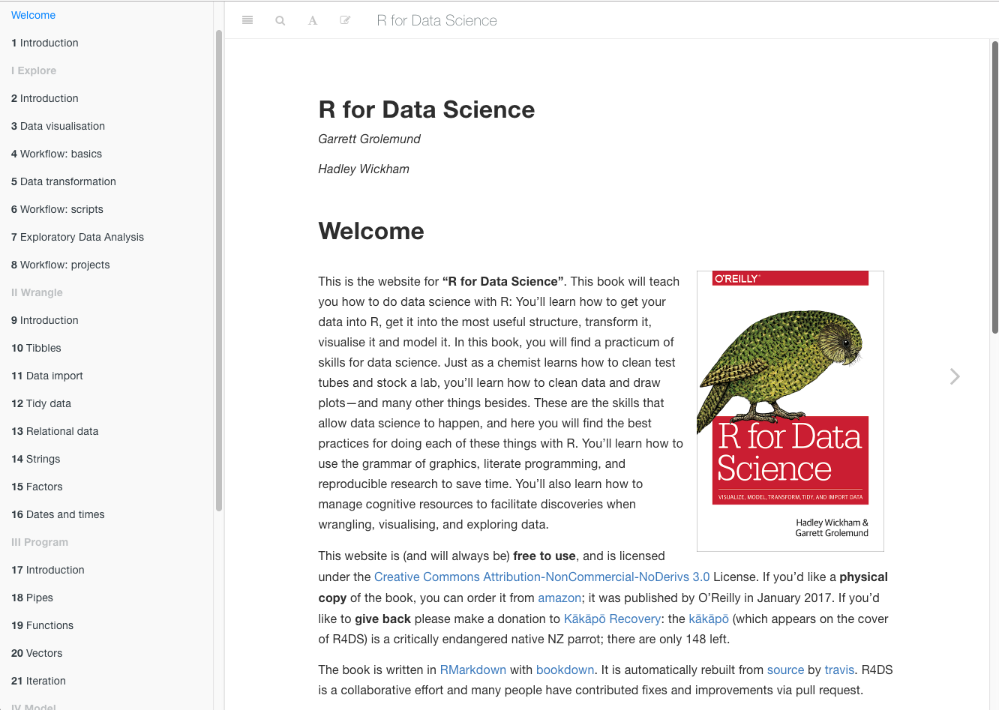 Welcome
1 Introduction
I Explore
2 Introduction
3 Data visualisation
4 Workflow: basics
5 Data transformation
6 Workflow: scripts
7 Exploratory Data Analysis
8 Workflow: projects
II Wrangle
9 Introduction
10 Tibbles
11 Data import
12 Tidy data
13 Relational data
14 Strings
15 Factors
16 Dates and times
III Program
17 Introduction
18 Pipes
19 Functions
20 Vectors
21 Iteration
IV Model
R for Data Science
R for Data Science
Garrett Grolemund
Hadley Wickham
Welcome
This is the website for “R for Data Science”. This book will teach
you how to do data science with R: You’ll learn how to get your
data into R, get it into the most useful structure, transform it,
visualise it and model it. In this book, you will find a practicum of
skills for data science. Just as a chemist learns how to clean test
tubes and stock a lab, you’ll learn how to clean data and draw
plots—and many other things besides. These are the skills that
allow data science to happen, and here you will find the best
practices for doing each of these things with R. You’ll learn how to
use the grammar of graphics, literate programming, and
reproducible research to save time. You’ll also learn how to
manage cognitive resources to facilitate discoveries when
wrangling, visualising, and exploring data.
O'REILLY
R for Data
Science
VISUALIZE, MODEL, TRANSFORM, TIDY, AND IMPORT DATA
Hadley Wickham &
Garrett Grolemund
This website is (and will always be) free to use, and is licensed
under the Creative Commons Attribution-NonCommercial-NoDerivs 3.0 License. If you’d like a physical
copy of the book, you can order it from amazon; it was published by O’Reilly in January 2017. If you’d
like to give back please make a donation to Kākāpō Recovery: the kākāpō (which appears on the cover
of R4DS) is a critically endangered native NZ parrot; there are only 148 left.
The book is written in RMarkdown with bookdown. It is automatically rebuilt from source by travis. R4DS
is a collaborative effort and many people have contributed fixes and improvements via pull request.